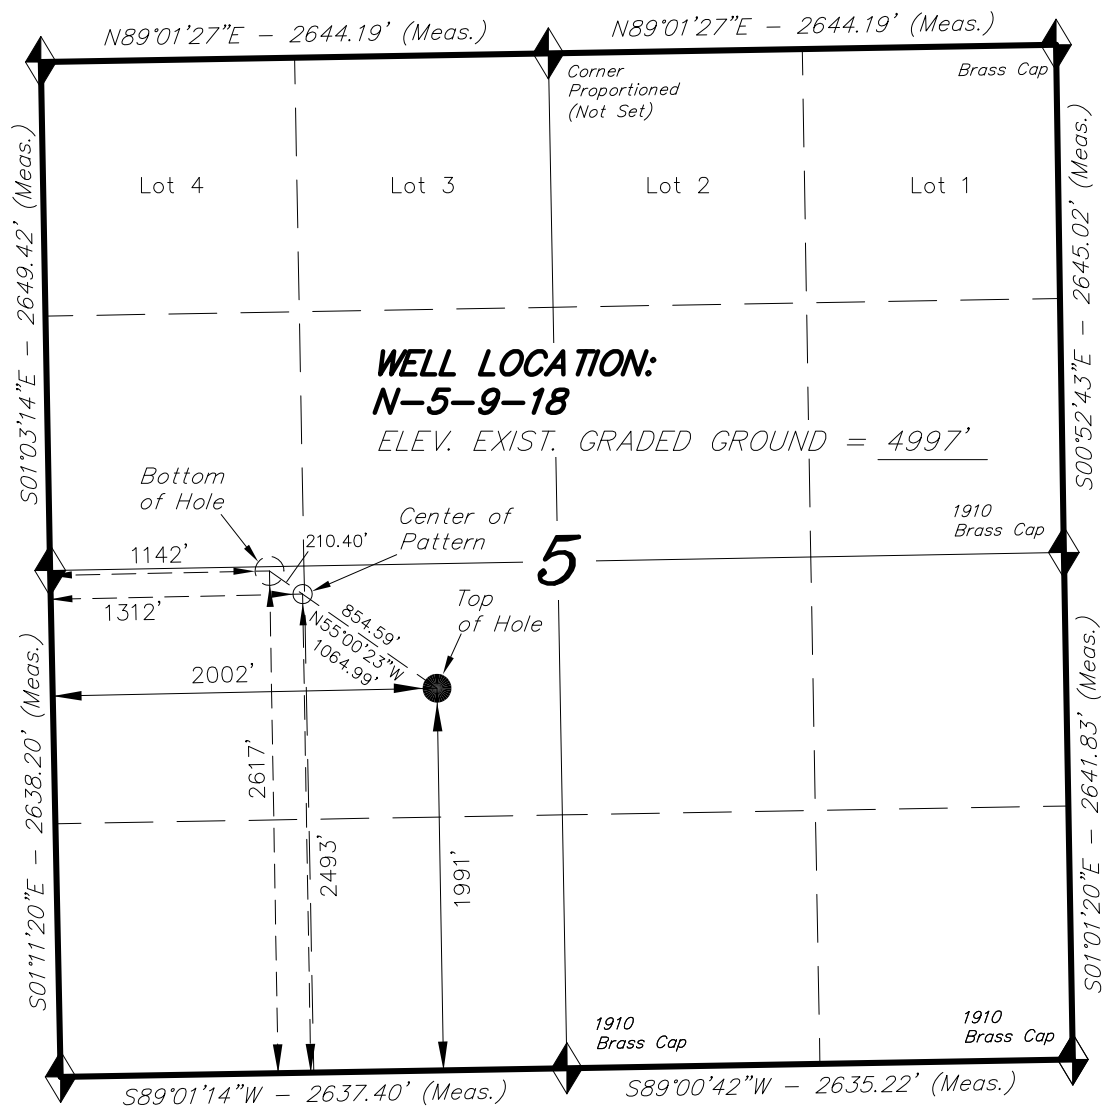 N89°01'27"E – 2644.19' (Meas.)
N89°01'27"E – 2644.19' (Meas.)
Corner
Proportioned
(Not Set)
Brass Cap
S01°03'14"E – 2649.42' (Meas.)
S00°52'43"E – 2645.02' (Meas.)
Lot 4
Lot 3
Lot 2
Lot 1
WELL LOCATION:
N–5–9–18
ELEV. EXIST. GRADED GROUND = 4997'
Bottom
of Hole
Center of
Pattern
1910
Brass Cap
210.40'
5
1142'
1312'
Top
of Hole
854.59'
N55°00'23"W
1064.99'
2002'
2617'
2493'
1991'
S01°11'20"E – 2638.20' (Meas.)
S01°01'20"E – 2641.83' (Meas.)
1910
Brass Cap
1910
Brass Cap
S89°01'14"W – 2637.40' (Meas.)
S89°00'42"W – 2635.22' (Meas.)